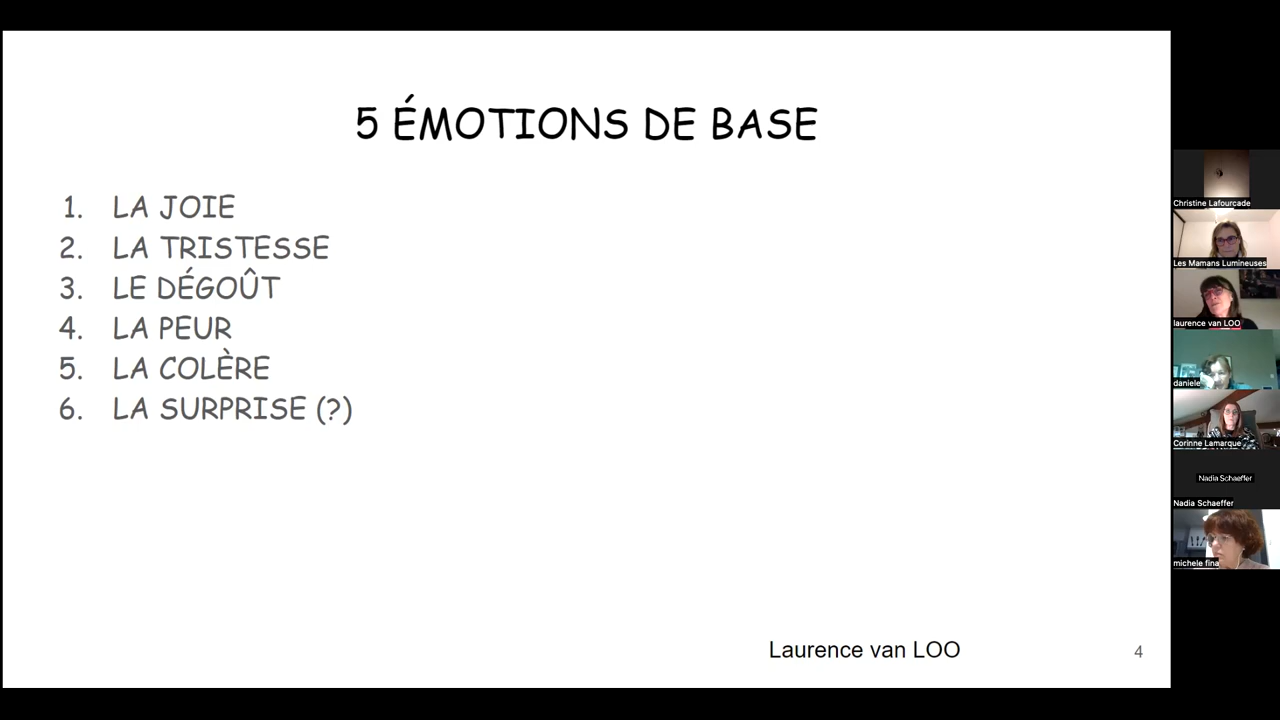 5 ÉMOTIONS DE BASE
1. LA JOIE
2. LA TRISTESSE
3. LE DÉGOÛT
4. LA PEUR
5. LA COLÈRE
6. LA SURPRISE (?)
Laurence van LOO
4
Christine Lafourcade
Les Mamans Lumineuses
laurence van LOO
daniele
Corinne Lamarque
Nadia Schaeffer
Nadia Schaeffer
michele fina